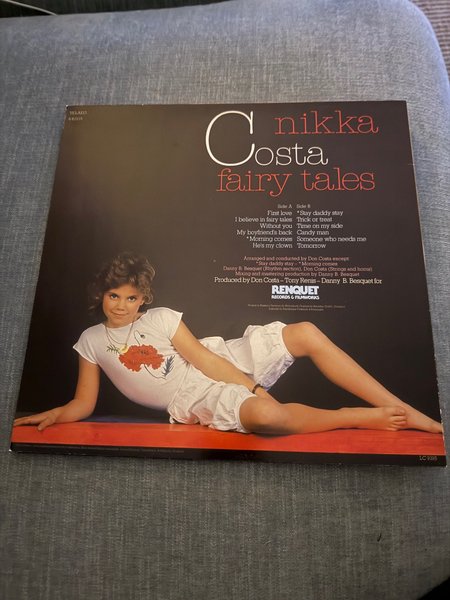 nikka
Costa
fairy tales
Side A
First love
I believe in fairy tales
Without you
My boyfriend's back
*Morning comes
He's my clown
Side B
*Stay daddy stay
Trick or treat
Time on my side
Candy man
Someone who needs me
Tomorrow
Arranged and conducted by Don Costa except
*Stay daddy stay – *Morning comes
Danny B. Besquet (Rhythm section), Don Costa (Strings and horns)
Mixing and mastering production by Danny B. Besquet
Produced by Don Costa – Tony Renis – Danny B. Besquet for
RENQUET
RECORDS & FILMWORKS
LC 9395